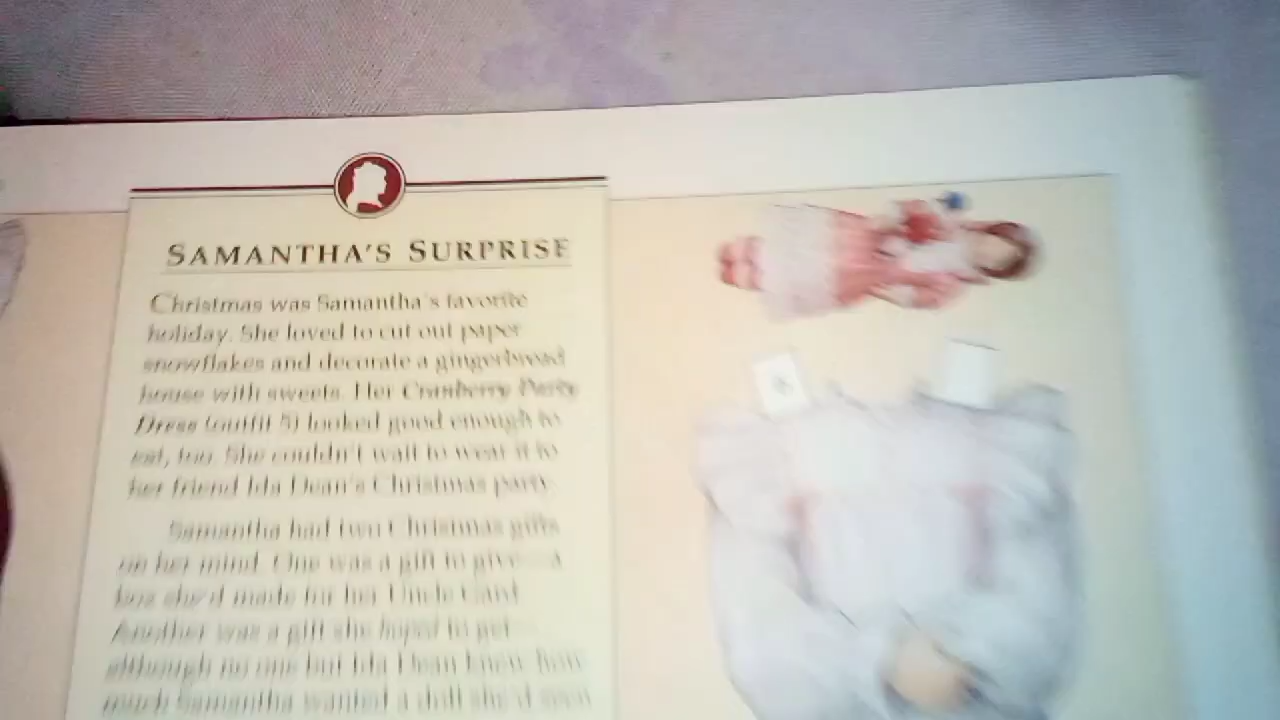 SAMANTHA'S SURPRISE
Christmas was Samantha's favorite
holiday. She loved to cut out paper
snowflakes and decorate a gingerbread
house with sweets. Her Cranberry Party
Dress (outfit 5) looked good enough to
eat, too. She couldn't wait to wear it to
her friend Ida Dean's Christmas party.
Samantha had two Christmas gifts
on her mind. One was a gift to give—a
box she'd made for her Uncle Gard.
Another was a gift she hoped to get—
although no one but Ida Dean knew how
much Samantha wanted a doll she'd seen